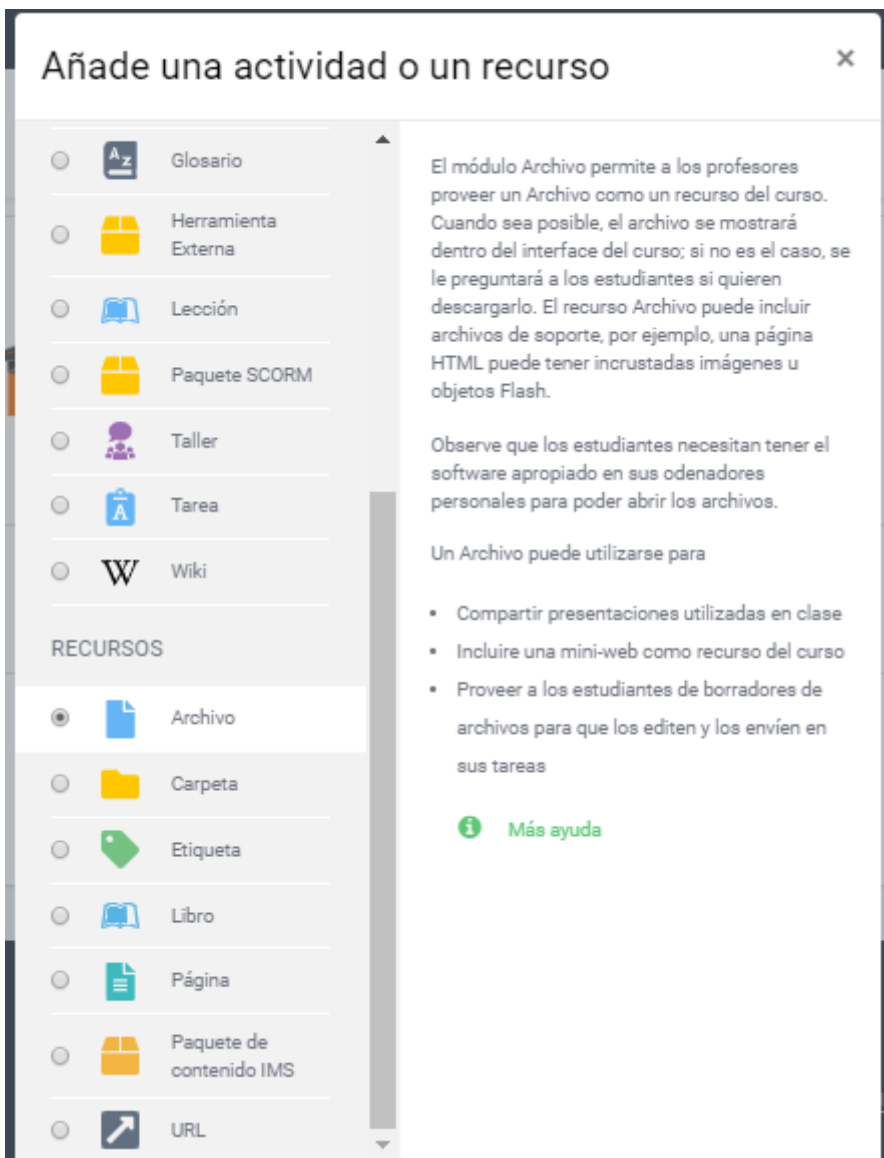 Añade una actividad o un recurso
×
Glosario
Herramienta
Externa
Lección
Paquete SCORM
Taller
Tarea
Wiki
RECURSOS
Archivo
Carpeta
Etiqueta
Libro
Página
Paquete de
contenido IMS
URL
El módulo Archivo permite a los profesores
proveer un Archivo como un recurso del curso.
Cuando sea posible, el archivo se mostrará
dentro del interface del curso; si no es el caso, se
le preguntará a los estudiantes si quieren
descargarlo. El recurso Archivo puede incluir
archivos de soporte, por ejemplo, una página
HTML puede tener incrustadas imágenes u
objetos Flash.
Observe que los estudiantes necesitan tener el
software apropiado en sus odenadores
personales para poder abrir los archivos.
Un Archivo puede utilizarse para
• Compartir presentaciones utilizadas en clase
• Incluire una mini-web como recurso del curso
• Proveer a los estudiantes de borradores de
archivos para que los editen y los envíen en
sus tareas
Más ayuda